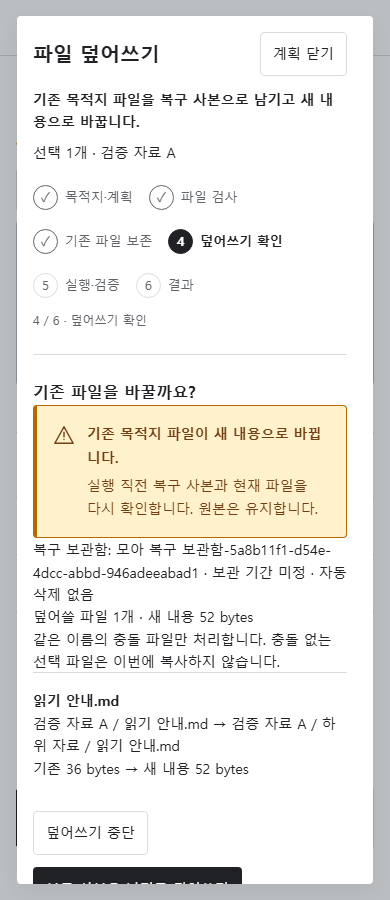 파일 덮어쓰기
계획 닫기
기존 목적지 파일을 복구 사본으로 남기고 새 내
용으로 바꿉니다.
선택 1개 · 검증 자료 A
목적지·계획
파일 검사
기존 파일 보존
4 덮어쓰기 확인
5 실행·검증
6 결과
4 / 6 · 덮어쓰기 확인
기존 파일을 바꿀까요?
기존 목적지 파일이 새 내용으로 바뀝
니다.
실행 직전 복구 사본과 현재 파일을
다시 확인합니다. 원본은 유지합니다.
복구 보관함: 모아 복구 보관함-5a8b11f1-d54e-
4dcc-abbd-946adeeabad1 · 보관 기간 미정 · 자동
삭제 없음
덮어쓸 파일 1개 · 새 내용 52 bytes
같은 이름의 충돌 파일만 처리합니다. 충돌 없는
선택 파일은 이번에 복사하지 않습니다.
읽기 안내.md
검증 자료 A / 읽기 안내.md → 검증 자료 A / 하
위 자료 / 읽기 안내.md
기존 36 bytes → 새 내용 52 bytes
덮어쓰기 중단